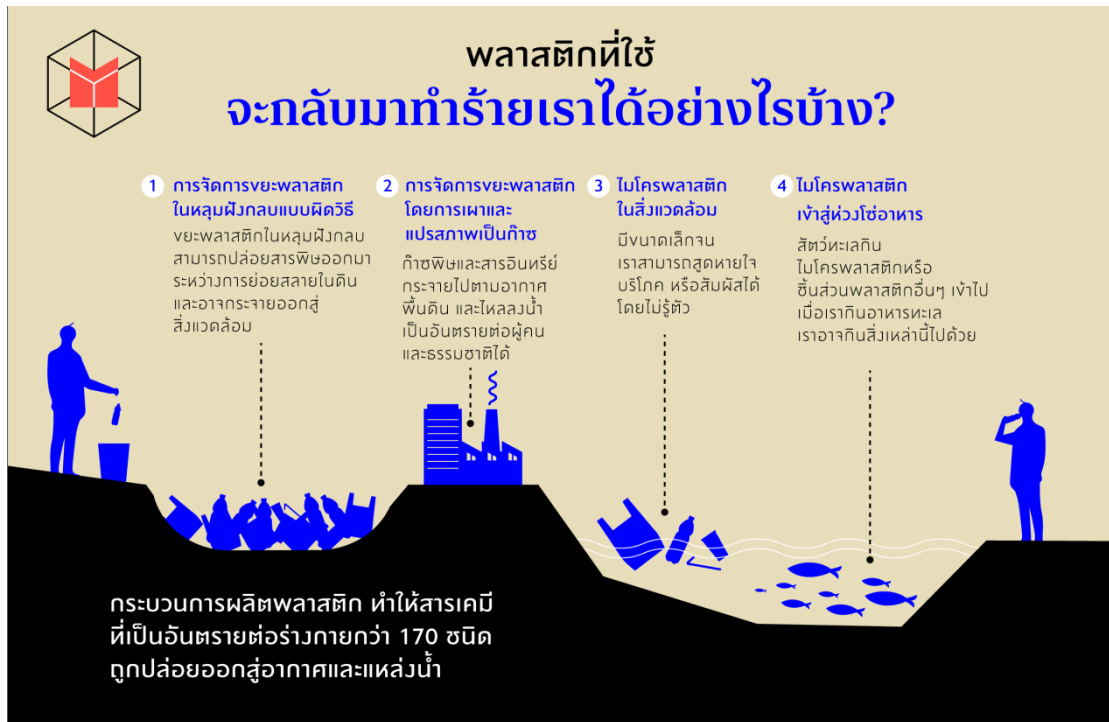 พลาสติกที่ใช้
จะกลับมาทำร้ายเราได้อย่างไรบ้าง?
1 การจัดการขยะพลาสติก
ในหลุมฝังกลบแบบผิดวิธี
ขยะพลาสติกในหลุมฝังกลบ
สามารถปล่อยสารพิษออกมา
ระหว่างการย่อยสลายในดิน
และอาจกระจายออกสู่
สิ่งแวดล้อม
2 การจัดการขยะพลาสติก
โดยการเผาและ
แปรสภาพเป็นก๊าซ
ก๊าซพิษและสารอินทรีย์
กระจายไปตามอากาศ
พื้นดิน และไหลลงน้ำ
เป็นอันตรายต่อผู้คน
และธรรมชาติได้
3 ไมโครพลาสติก
ในสิ่งแวดล้อม
มีขนาดเล็กจน
เราสามารถสูดหายใจ
บริโภค หรือสัมผัสได้
โดยไม่รู้ตัว
4 ไมโครพลาสติก
เข้าสู่ห่วงโซ่อาหาร
สัตว์ทะเลกิน
ไมโครพลาสติกหรือ
ชิ้นส่วนพลาสติกอื่นๆ เข้าไป
เมื่อเรากินอาหารทะเล
เราอาจกินสิ่งเหล่านี้ไปด้วย
กระบวนการผลิตพลาสติก ทำให้สารเคมี
ที่เป็นอันตรายต่อร่างกายกว่า 170 ชนิด
ถูกปล่อยออกสู่อากาศและแหล่งน้ำ